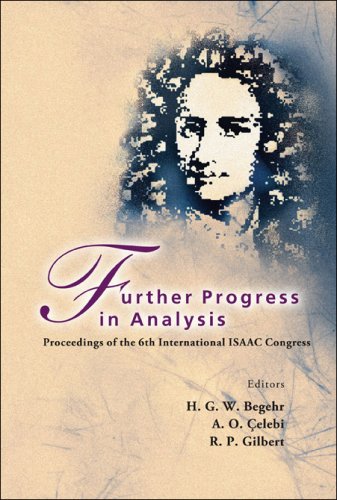 Further Progress
in Analysis
Proceedings of the 6th International ISAAC Congress
Editors
H. G. W. Begehr
A. O. Çelebi
R. P. Gilbert